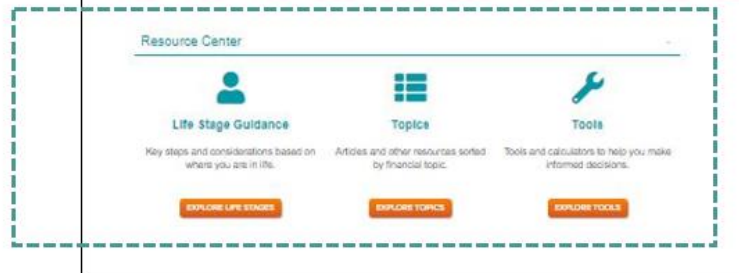 Resource Center
Life Stage Guidance
Key steps and considerations based on
where you are in life.
EXPLORE LIFE STAGES
Topics
Articles and other resources sorted
by financial topic.
EXPLORE TOPICS
Tools
Tools and calculators to help you make
informed decisions.
EXPLORE TOOLS